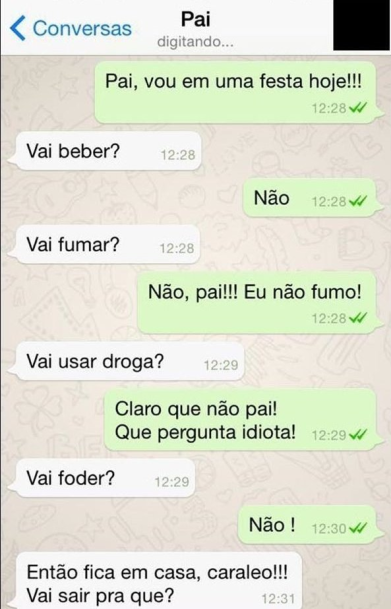 Conversas
Pai
digitando...
Pai, vou em uma festa hoje!!!
12:28
Vai beber? 12:28
Não 12:28
Vai fumar? 12:28
Não, pai!!! Eu não fumo!
12:28
Vai usar droga? 12:29
Claro que não pai!
Que pergunta idiota! 12:29
Vai foder? 12:29
Não ! 12:30
Então fica em casa, caraleo!!!
Vai sair pra que? 12:31